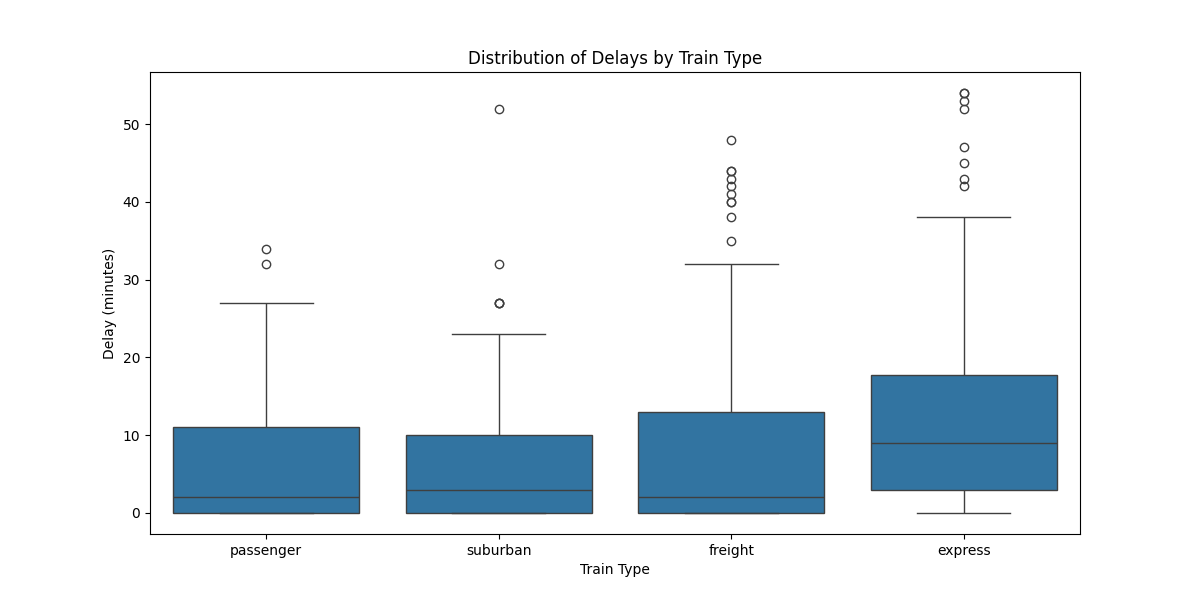 Distribution of Delays by Train Type
Delay (minutes)
50
40
30
20
10
0
passenger suburban freight express
Train Type